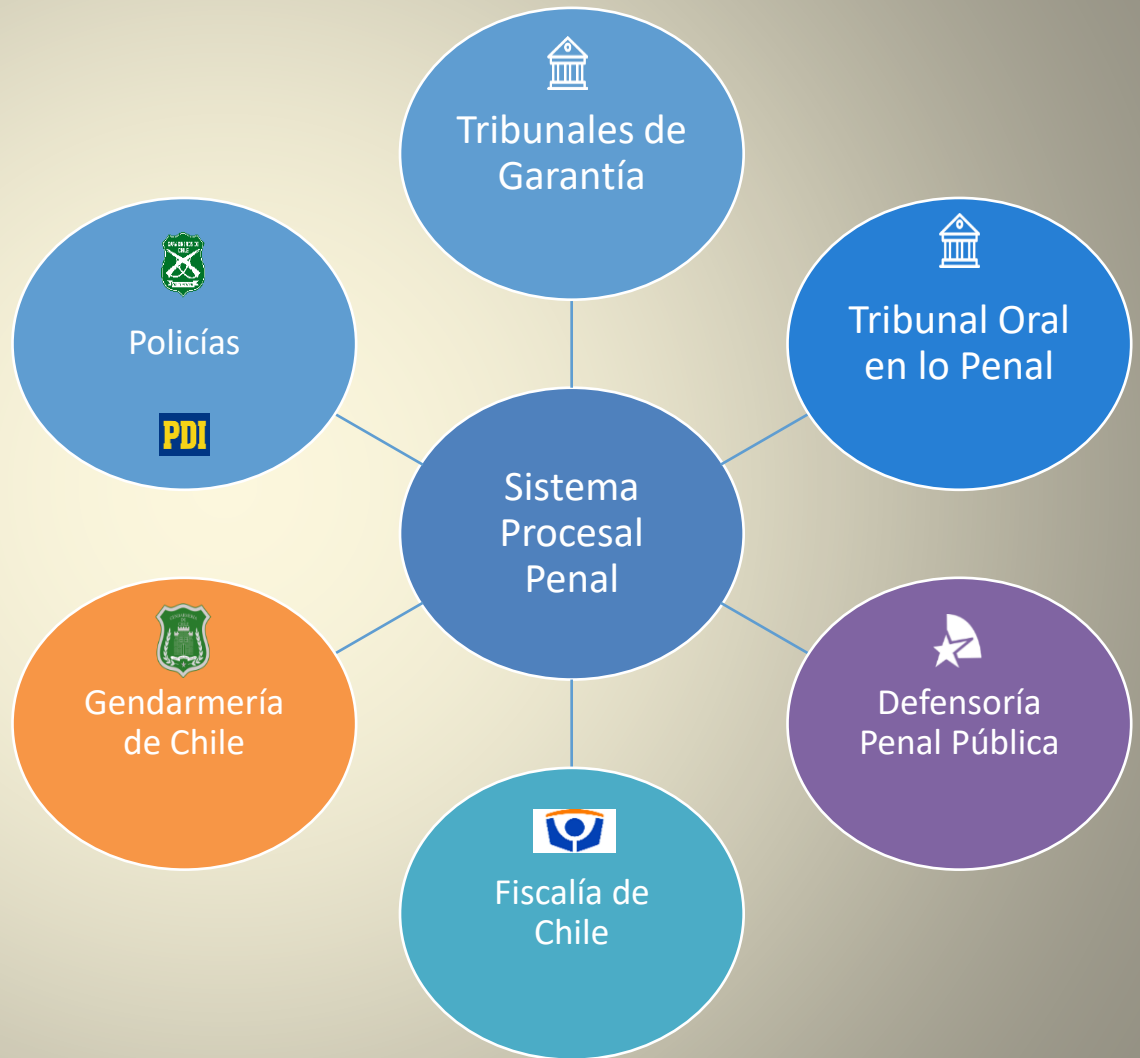 Tribunales de
Garantía
Tribunal Oral
en lo Penal
Defensoría
Penal Pública
Fiscalía de
Chile
Gendarmería
de Chile
Policías
PDI
Sistema
Procesal
Penal